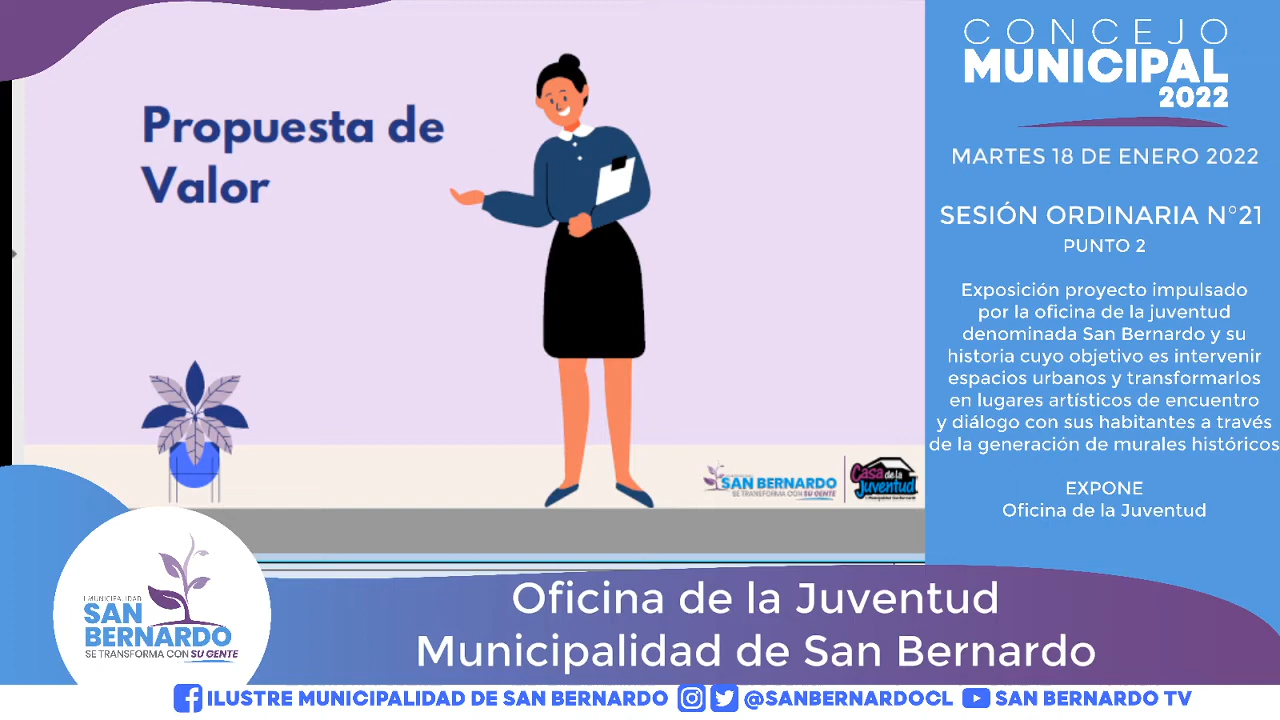 Propuesta de
Valor
SAN BERNARDO
SE TRANSFORMA CON SU GENTE
Casa de la
Juventud
CONCEJO
MUNICIPAL
2022
MARTES 18 DE ENERO 2022
SESIÓN ORDINARIA N°21
PUNTO 2
Exposición proyecto impulsado
por la oficina de la juventud
denominada San Bernardo y su
historia cuyo objetivo es intervenir
espacios urbanos y transformarlos
en lugares artísticos de encuentro
y diálogo con sus habitantes a través
de la generación de murales históricos
EXPONE
Oficina de la Juventud
I MUNICIPALIDAD
SAN
BERNARDO
SE TRANSFORMA CON SU GENTE
Oficina de la Juventud
Municipalidad de San Bernardo
ILUSTRE MUNICIPALIDAD DE SAN BERNARDO @SANBERNARDOCL SAN BERNARDO TV